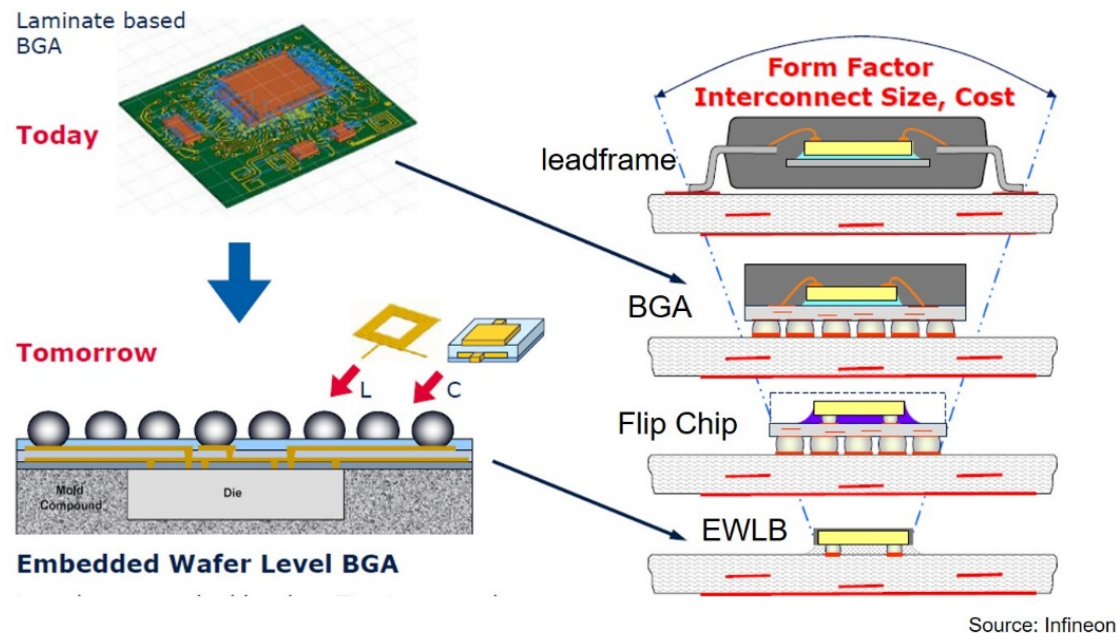 Laminate based
BGA
Today
Tomorrow
L
C
Mold
Compound
Die
Embedded Wafer Level BGA
Form Factor
Interconnect Size, Cost
leadframe
BGA
Flip Chip
EWLB
Source: Infineon